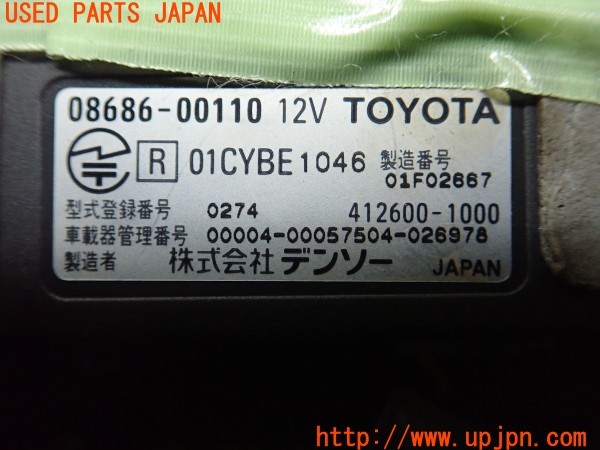 USED PARTS JAPAN
08686-00110 12V TOYOTA
R 01CYBE1046 製造番号
01F02667
型式登録番号 0274 412600-1000
車載器管理番号 00004-00057504-026978
製造者 株式会社 デンソー JAPAN
http://www.upjpn.com/